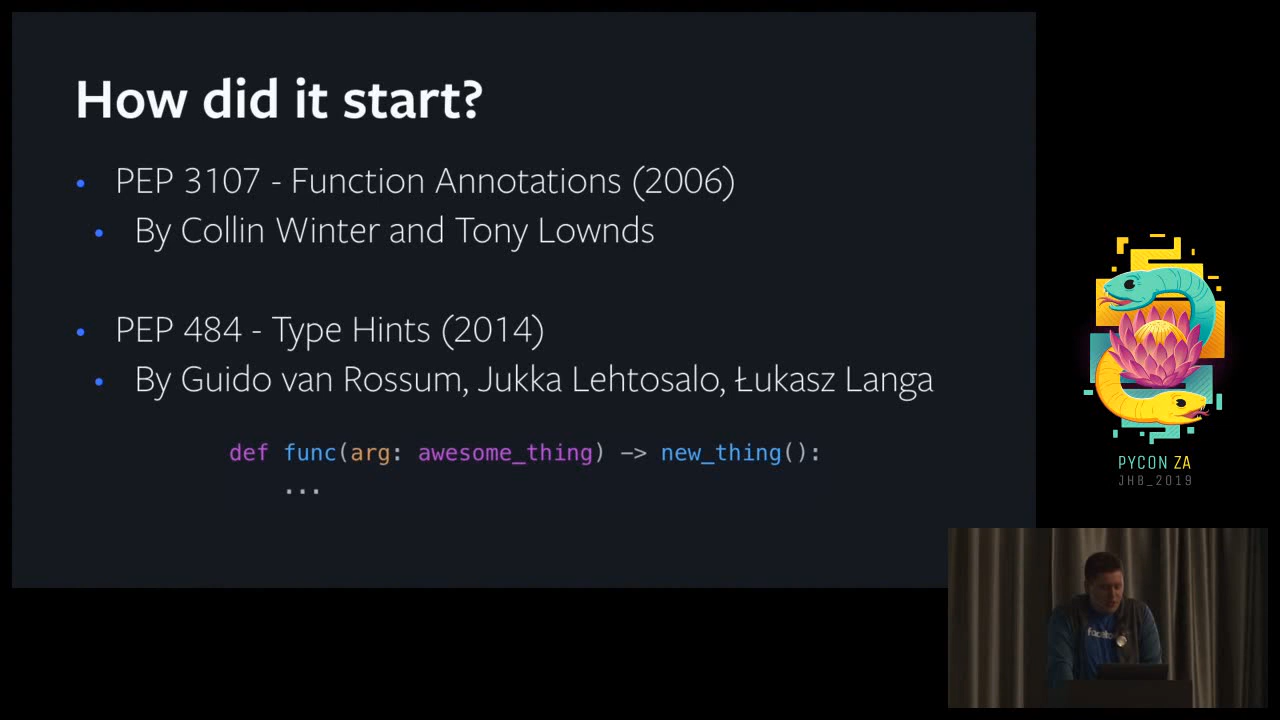 How did it start?
• PEP 3107 - Function Annotations (2006)
• By Collin Winter and Tony Lownds
• PEP 484 - Type Hints (2014)
• By Guido van Rossum, Jukka Lehtosalo, Łukasz Langa
def func(arg: awesome_thing) -> new_thing():
...
PYCON ZA
JHB_2019